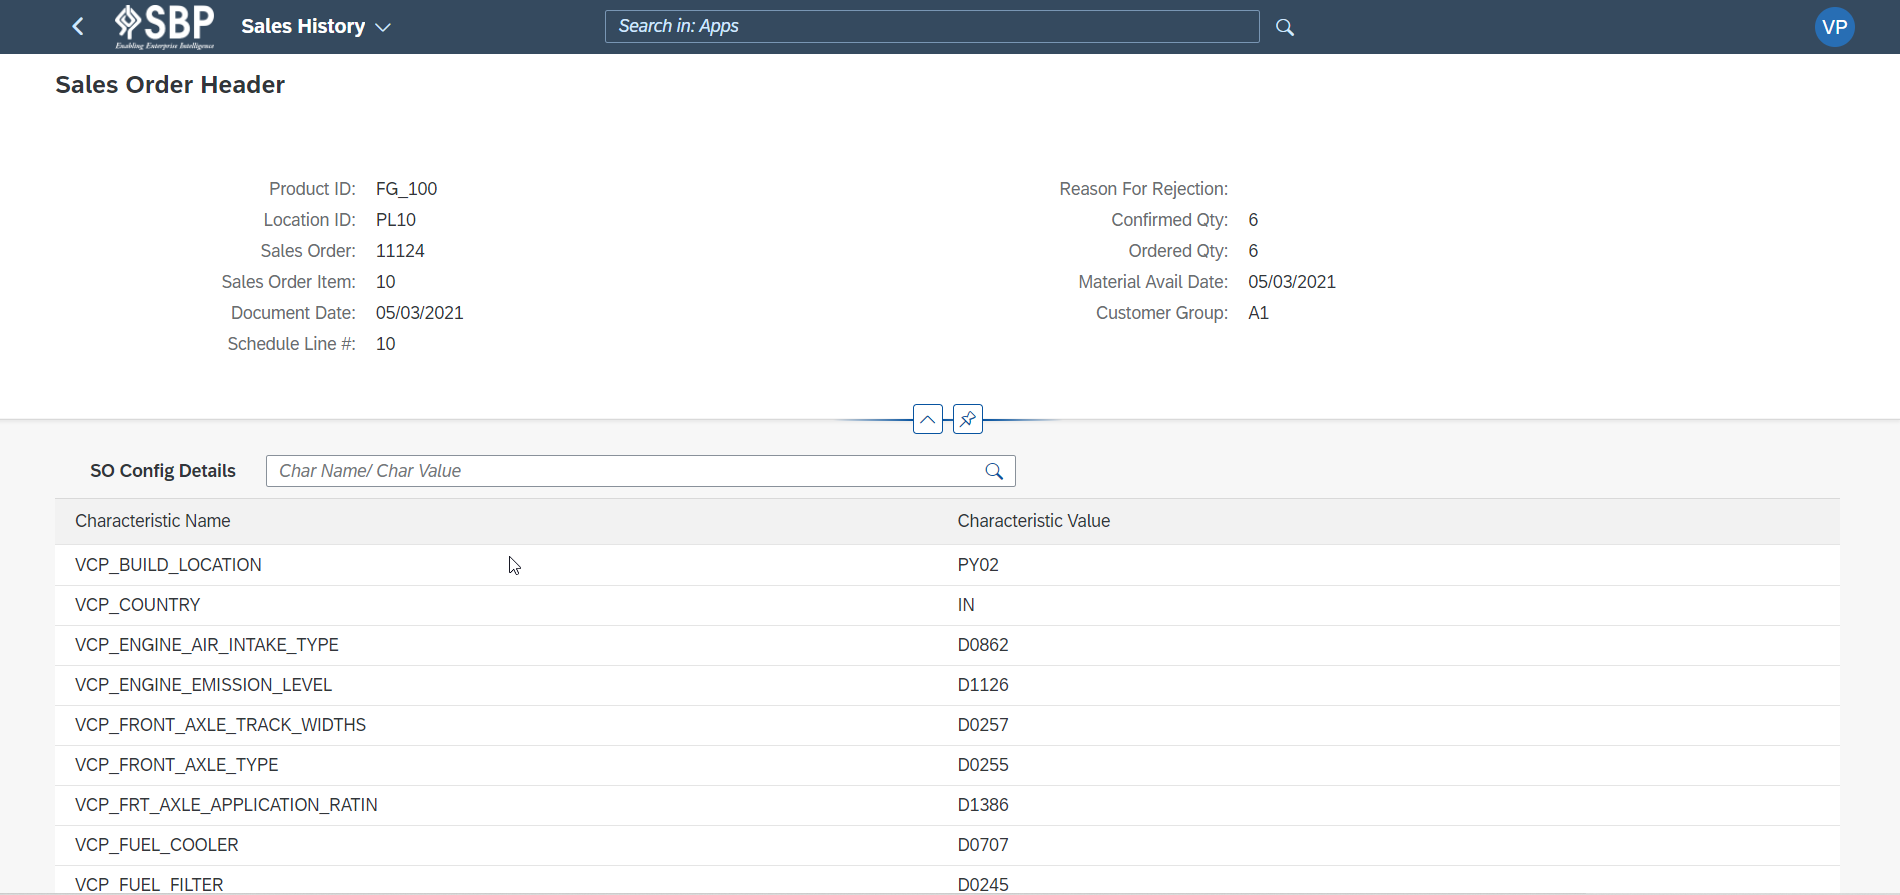 SBP
Enabling Enterprise Intelligence
Sales History
Search in: Apps
VP
Sales Order Header
Product ID: FG_100
Location ID: PL10
Sales Order: 11124
Sales Order Item: 10
Document Date: 05/03/2021
Schedule Line #: 10
Reason For Rejection:
Confirmed Qty: 6
Ordered Qty: 6
Material Avail Date: 05/03/2021
Customer Group: A1
SO Config Details
Char Name/ Char Value
Characteristic Name Characteristic Value
VCP_BUILD_LOCATION PY02
VCP_COUNTRY IN
VCP_ENGINE_AIR_INTAKE_TYPE D0862
VCP_ENGINE_EMISSION_LEVEL D1126
VCP_FRONT_AXLE_TRACK_WIDTHS D0257
VCP_FRONT_AXLE_TYPE D0255
VCP_FRT_AXLE_APPLICATION_RATIN D1386
VCP_FUEL_COOLER D0707
VCP_FUEL_FILTER D0245